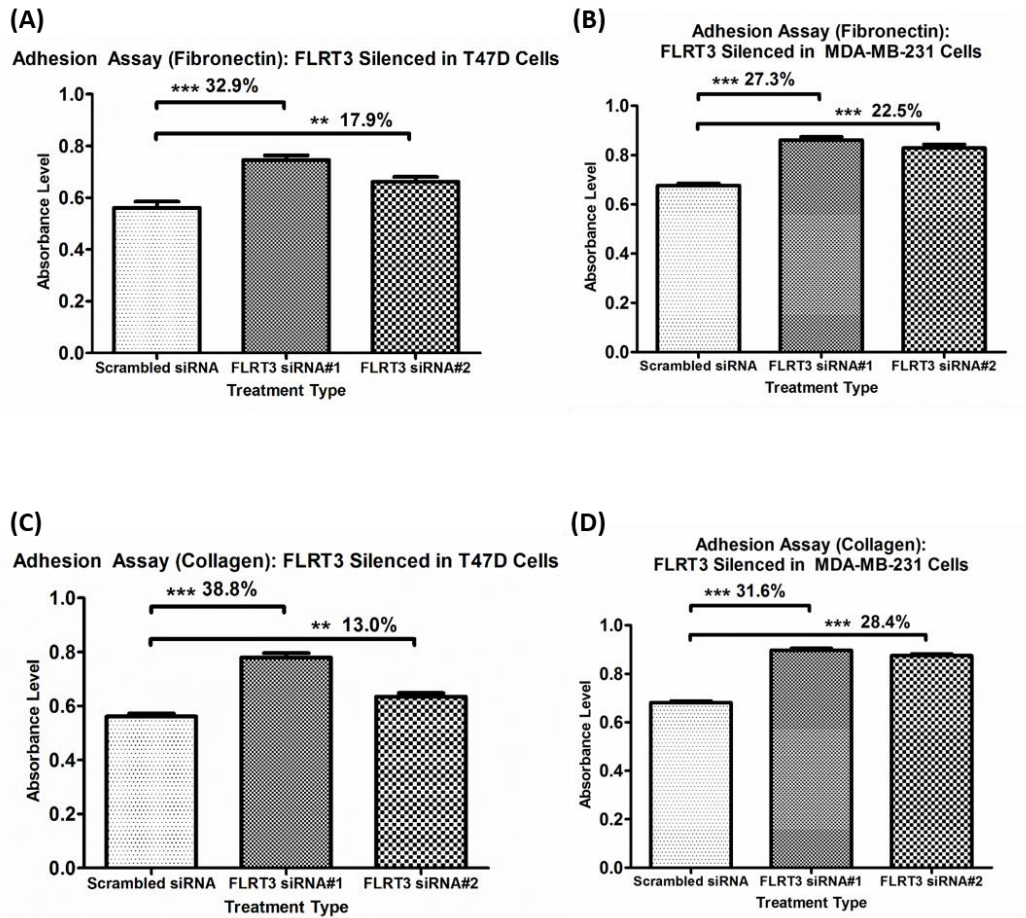 (A)
Adhesion Assay (Fibronectin): FLRT3 Silenced in T47D Cells
*** 32.9%
** 17.9%
Absorbance Level
1.0
0.8
0.6
0.4
0.2
0.0
Scrambled siRNA FLRT3 siRNA#1 FLRT3 siRNA#2
Treatment Type
(B)
Adhesion Assay (Fibronectin):
FLRT3 Silenced in MDA-MB-231 Cells
*** 27.3%
*** 22.5%
Absorbance Level
1.0
0.8
0.6
0.4
0.2
0.0
Scrambled siRNA FLRT3 siRNA#1 FLRT3 siRNA#2
Treatment Type
(C)
Adhesion Assay (Collagen): FLRT3 Silenced in T47D Cells
*** 38.8%
** 13.0%
Absorbance Level
1.0
0.8
0.6
0.4
0.2
0.0
Scrambled siRNA FLRT3 siRNA#1 FLRT3 siRNA#2
Treatment Type
(D)
Adhesion Assay (Collagen):
FLRT3 Silenced in MDA-MB-231 Cells
*** 31.6%
*** 28.4%
Absorbance Level
1.0
0.8
0.6
0.4
0.2
0.0
Scrambled siRNA FLRT3 siRNA#1 FLRT3 siRNA#2
Treatment Type